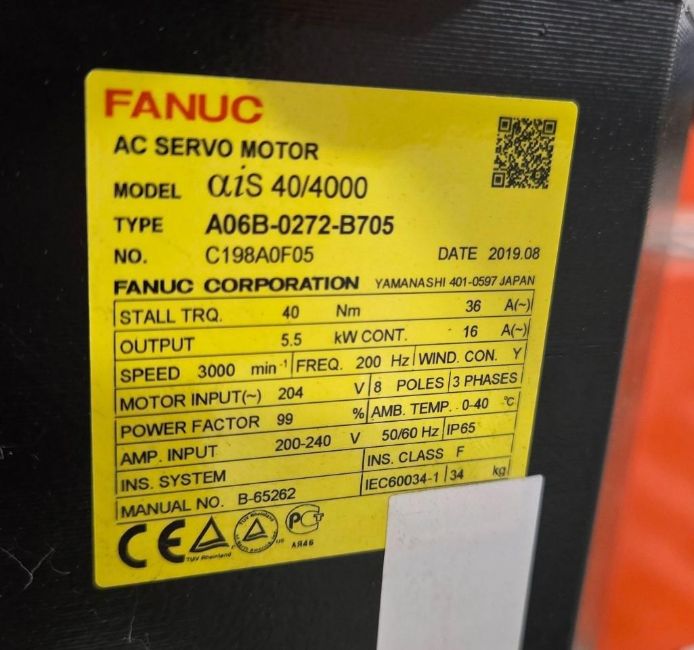 FANUC
AC SERVO MOTOR
MODEL αiS 40/4000
TYPE A06B-0272-B705
NO. C198A0F05 DATE 2019.08
FANUC CORPORATION YAMANASHI 401-0597 JAPAN
STALL TRQ. 40 Nm 36 A(~)
OUTPUT 5.5 kW CONT. 16 A(~)
SPEED 3000 min⁻¹ FREQ. 200 Hz WIND. CON. Y
MOTOR INPUT(~) 204 V 8 POLES 3 PHASES
POWER FACTOR 99 % AMB. TEMP. 0-40 °C
AMP. INPUT 200-240 V 50/60 Hz IP65
INS. SYSTEM INS. CLASS F
MANUAL NO. B-65262 IEC60034-1 34 kg
CE TÜV Rheinland US PCT